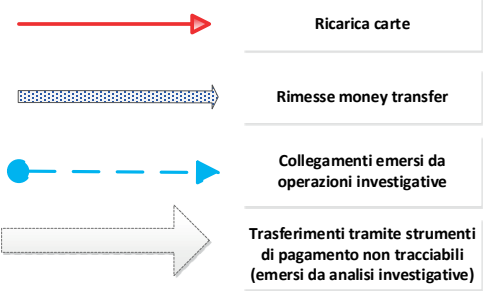 Ricarica carte
Rimesse money transfer
Collegamenti emersi da
operazioni investigative
Trasferimenti tramite strumenti
di pagamento non tracciabili
(emersi da analisi investigative)